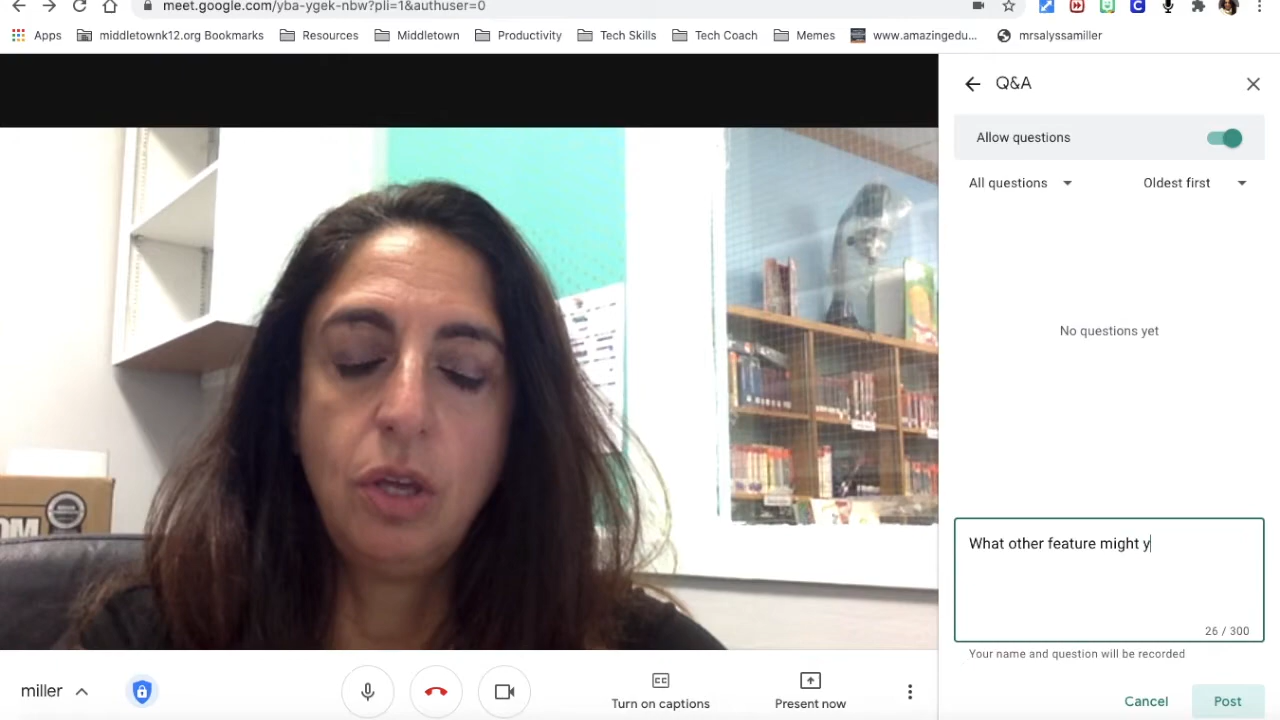 meet.google.com/yba-ygek-nbw?pli=1&authuser=0
Apps middletownk12.org Bookmarks Resources Middletown Productivity Tech Skills Tech Coach Memes www.amazingedu... mrsalyssamiller
Q&A
Allow questions
All questions Oldest first
No questions yet
What other feature might y
26 / 300
Your name and question will be recorded
Cancel Post
miller
Turn on captions
Present now